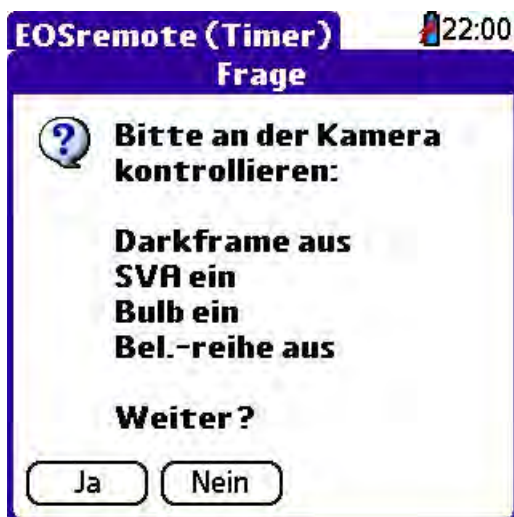 EOSremote (Timer) 22:00
Frage
Bitte an der Kamera
kontrollieren:
Darkframe aus
SVA ein
Bulb ein
Bel.-reihe aus
Weiter?
Ja Nein